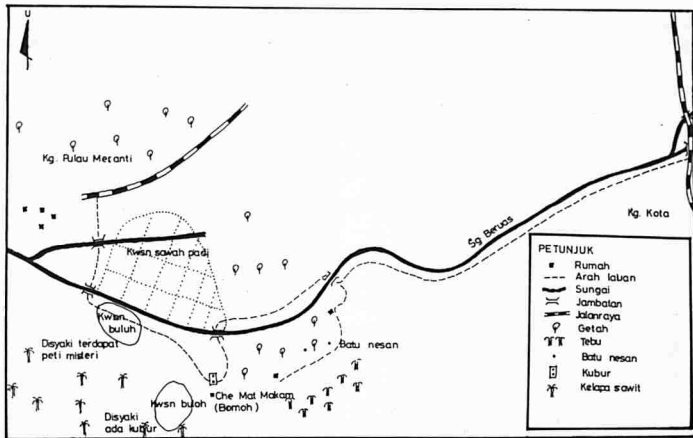 U
Kg. Pulau Meranti
Kg. Kota
Sg Beruas
Kwsn sawah padi
Kwsn
buluh
Disyaki terdapat
peti misteri
Batu nesan
Che Mat Makam
(Bomoh)
Kwsn buloh
Disyaki
ada kubur
PETUNJUK
Rumah
Arah laluan
Sungai
Jambatan
Jalanraya
Getah
Tebu
Batu nesan
Kubur
Kelapa sawit